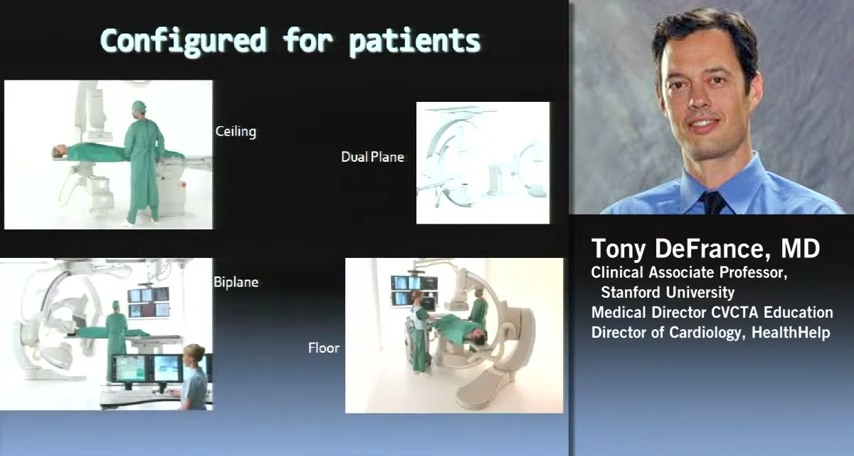 Configured for patients
Ceiling
Dual Plane
Biplane
Floor
Tony DeFrance, MD
Clinical Associate Professor,
Stanford University
Medical Director CVCTA Education
Director of Cardiology, HealthHelp